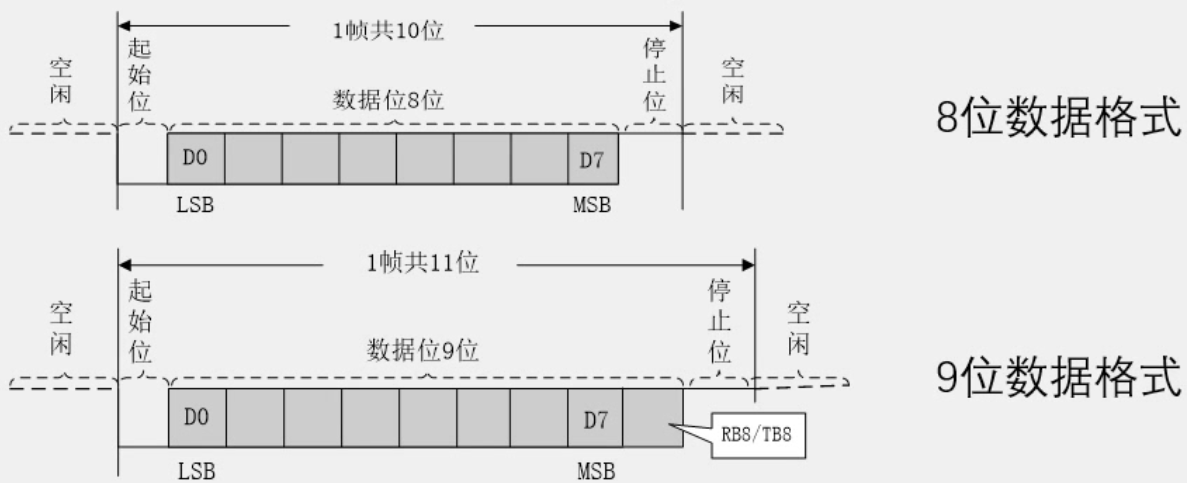 1帧共10位
空闲
起始位
数据位8位
停止位
空闲
8位数据格式
D0
D7
LSB
MSB
1帧共11位
空闲
起始位
数据位9位
停止位
空闲
9位数据格式
D0
D7
RB8/TB8
LSB
MSB